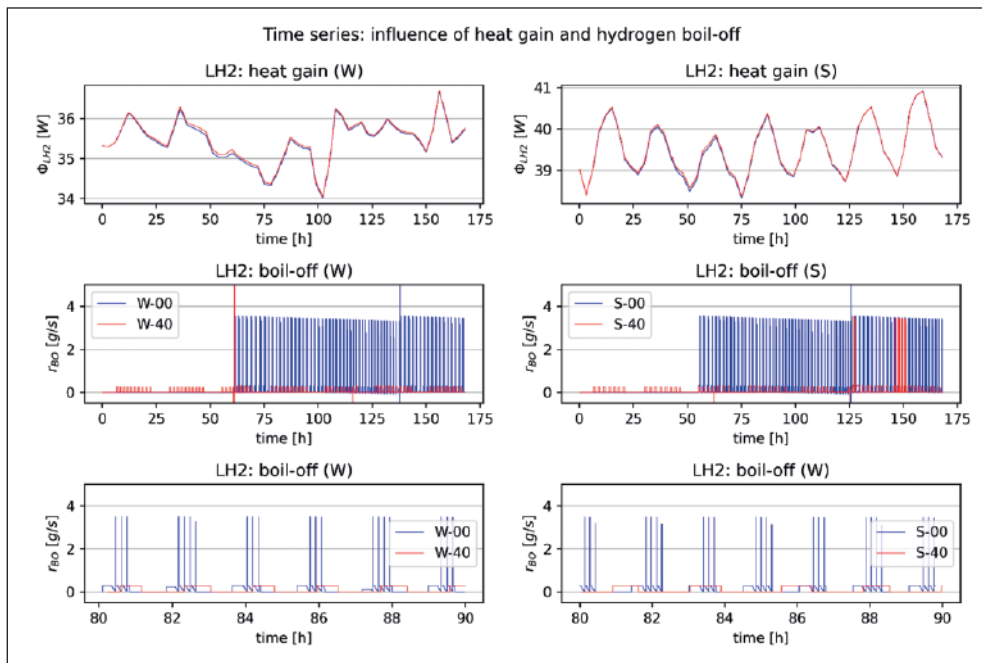 Time series: influence of heat gain and hydrogen boil-off
LH2: heat gain (W)
Φ_LH2 [W]
36
35
34
0 25 50 75 100 125 150 175
time [h]
LH2: heat gain (S)
Φ_LH2 [W]
41
40
39
0 25 50 75 100 125 150 175
time [h]
LH2: boil-off (W)
r_BO [g/s]
4
2
0
W-00
W-40
0 25 50 75 100 125 150 175
time [h]
LH2: boil-off (S)
r_BO [g/s]
4
2
0
S-00
S-40
0 25 50 75 100 125 150 175
time [h]
LH2: boil-off (W)
r_BO [g/s]
4
2
0
W-00
W-40
80 82 84 86 88 90
time [h]
LH2: boil-off (W)
r_BO [g/s]
4
2
0
S-00
S-40
80 82 84 86 88 90
time [h]